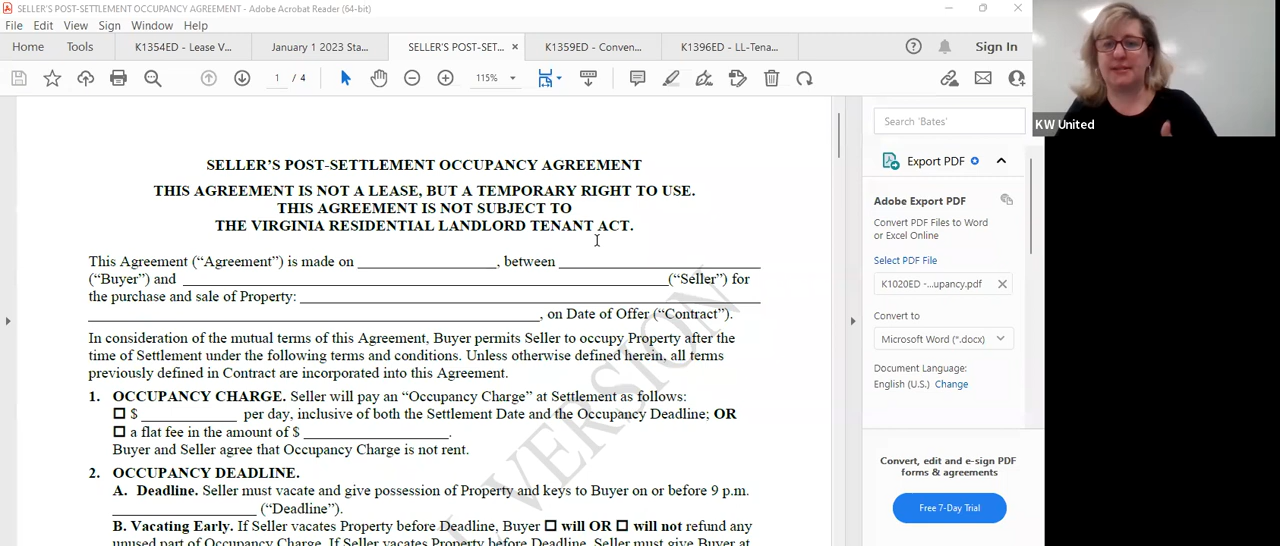 SELLER'S POST-SETTLEMENT OCCUPANCY AGREEMENT - Adobe Acrobat Reader (64-bit)
File Edit View Sign Window Help
Home Tools K1354ED - Lease V... January 1 2023 Sta... SELLER'S POST-SET... × K1359ED - Conven... K1396ED - LL-Tena... Sign In
1 / 4 115%
KW United
SELLER'S POST-SETTLEMENT OCCUPANCY AGREEMENT
THIS AGREEMENT IS NOT A LEASE, BUT A TEMPORARY RIGHT TO USE.
THIS AGREEMENT IS NOT SUBJECT TO
THE VIRGINIA RESIDENTIAL LANDLORD TENANT ACT.
This Agreement ("Agreement") is made on _______________, between _______________
("Buyer") and _______________ ("Seller") for
the purchase and sale of Property: _______________
_______________, on Date of Offer ("Contract").
In consideration of the mutual terms of this Agreement, Buyer permits Seller to occupy Property after the
time of Settlement under the following terms and conditions. Unless otherwise defined herein, all terms
previously defined in Contract are incorporated into this Agreement.
1. OCCUPANCY CHARGE. Seller will pay an "Occupancy Charge" at Settlement as follows:
☐ $ _______________ per day, inclusive of both the Settlement Date and the Occupancy Deadline; OR
☐ a flat fee in the amount of $ _______________.
Buyer and Seller agree that Occupancy Charge is not rent.
2. OCCUPANCY DEADLINE.
A. Deadline. Seller must vacate and give possession of Property and keys to Buyer on or before 9 p.m.
_______________ ("Deadline").
B. Vacating Early. If Seller vacates Property before Deadline, Buyer ☐ will OR ☐ will not refund any
unused part of Occupancy Charge. If Seller vacates Property before Deadline, Seller must give Buyer at
L VERSION
Search 'Bates'
Export PDF
Adobe Export PDF
Convert PDF Files to Word
or Excel Online
Select PDF File
K1020ED -...upancy.pdf
Convert to
Microsoft Word (*.docx)
Document Language:
English (U.S.) Change
Convert, edit and e-sign PDF
forms & agreements
Free 7-Day Trial